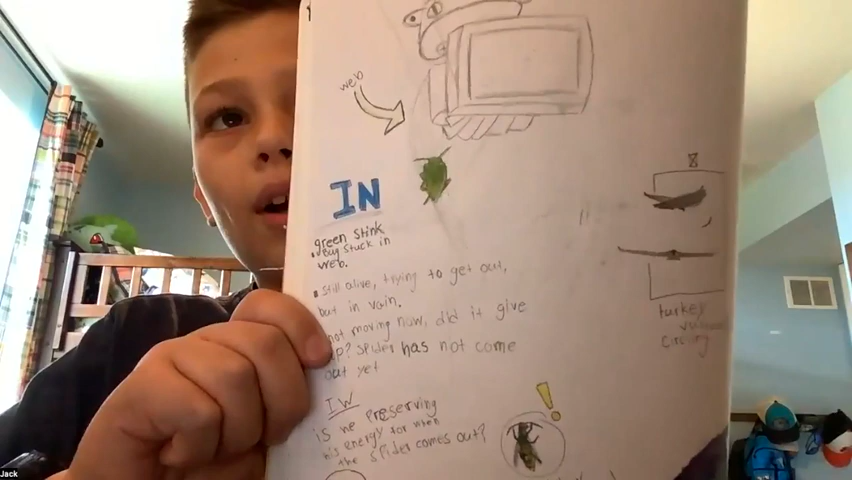 web
IN
green stink
Bug stuck in
web.
still alive, trying to get out,
but in vain.
not moving now, did it give
up? Spider has not come
out yet
IW
is he preserving
his energy for when
the spider comes out?
!
8
turkey
vulture
circling
Jack